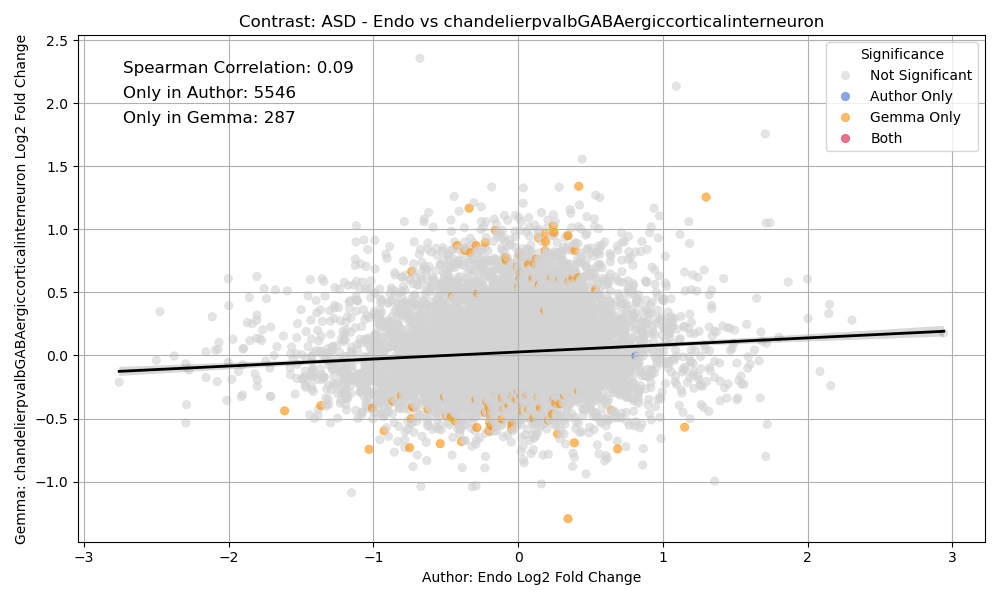 Contrast: ASD - Endo vs chandelierpvalbGABAergiccorticalinterneuron
Gemma: chandelierpvalbGABAergiccorticalinterneuron Log2 Fold Change
2.5
2.0
1.5
1.0
0.5
0.0
−0.5
−1.0
Spearman Correlation: 0.09
Only in Author: 5546
Only in Gemma: 287
Significance
Not Significant
Author Only
Gemma Only
Both
−3
−2
−1
0
1
2
3
Author: Endo Log2 Fold Change